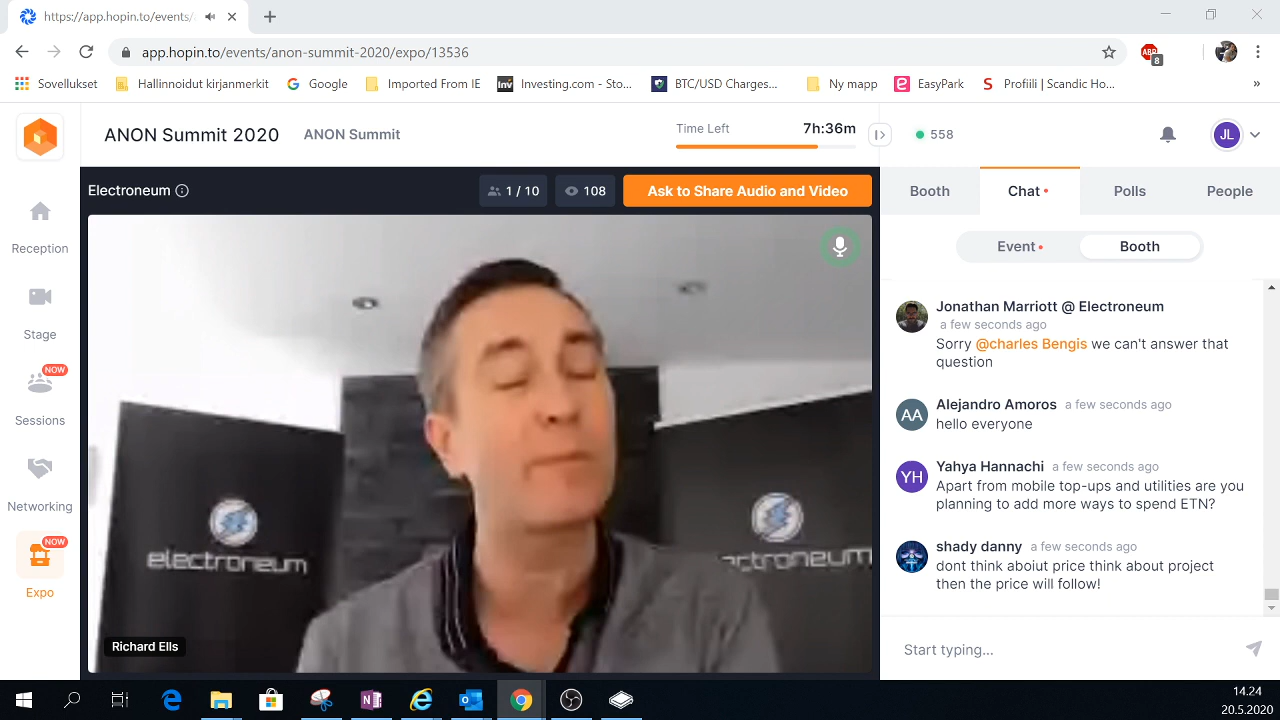 https://app.hopin.to/events/
app.hopin.to/events/anon-summit-2020/expo/13536
ABP
8
Sovellukset
Hallinnoidut kirjanmerkit
Google
Imported From IE
Inv
Investing.com - Sto...
BTC/USD Charges...
Ny mapp
EasyPark
S
Profiili | Scandic Ho...
»
ANON Summit 2020
ANON Summit
Time Left
7h:36m
558
JL
Reception
Stage
NOW
Sessions
Networking
NOW
Expo
Electroneum
1 / 10
108
Ask to Share Audio and Video
electroneum
ctroneum
Richard Ells
Booth
Chat
Polls
People
Event
Booth
Jonathan Marriott @ Electroneum
a few seconds ago
Sorry @charles Bengis we can't answer that
question
AA
Alejandro Amoros a few seconds ago
hello everyone
YH
Yahya Hannachi a few seconds ago
Apart from mobile top-ups and utilities are you
planning to add more ways to spend ETN?
shady danny a few seconds ago
dont think aboiut price think about project
then the price will follow!
Start typing...
14.24
20.5.2020